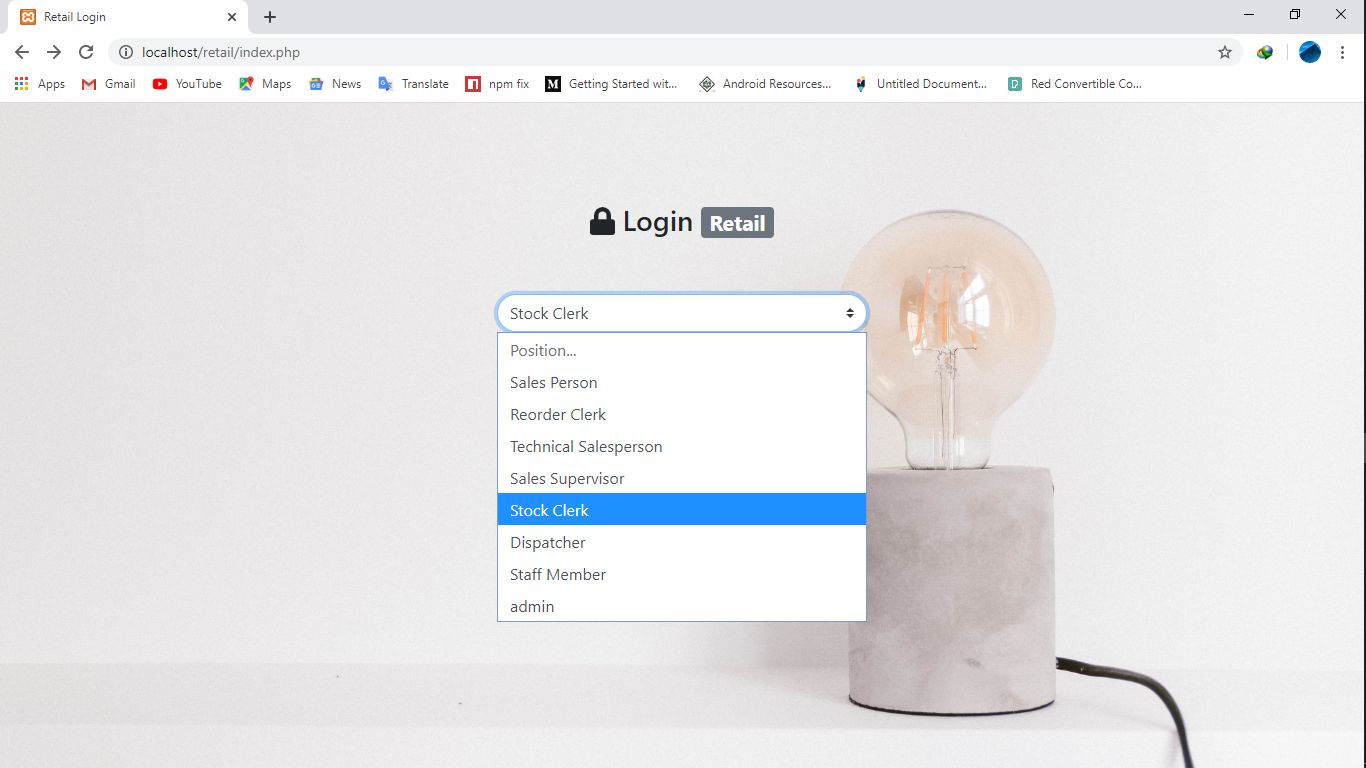 Retail Login
localhost/retail/index.php
Apps Gmail YouTube Maps News Translate npm fix Getting Started wit... Android Resources... Untitled Document... Red Convertible Co...
Login Retail
Stock Clerk
Position...
Sales Person
Reorder Clerk
Technical Salesperson
Sales Supervisor
Stock Clerk
Dispatcher
Staff Member
admin